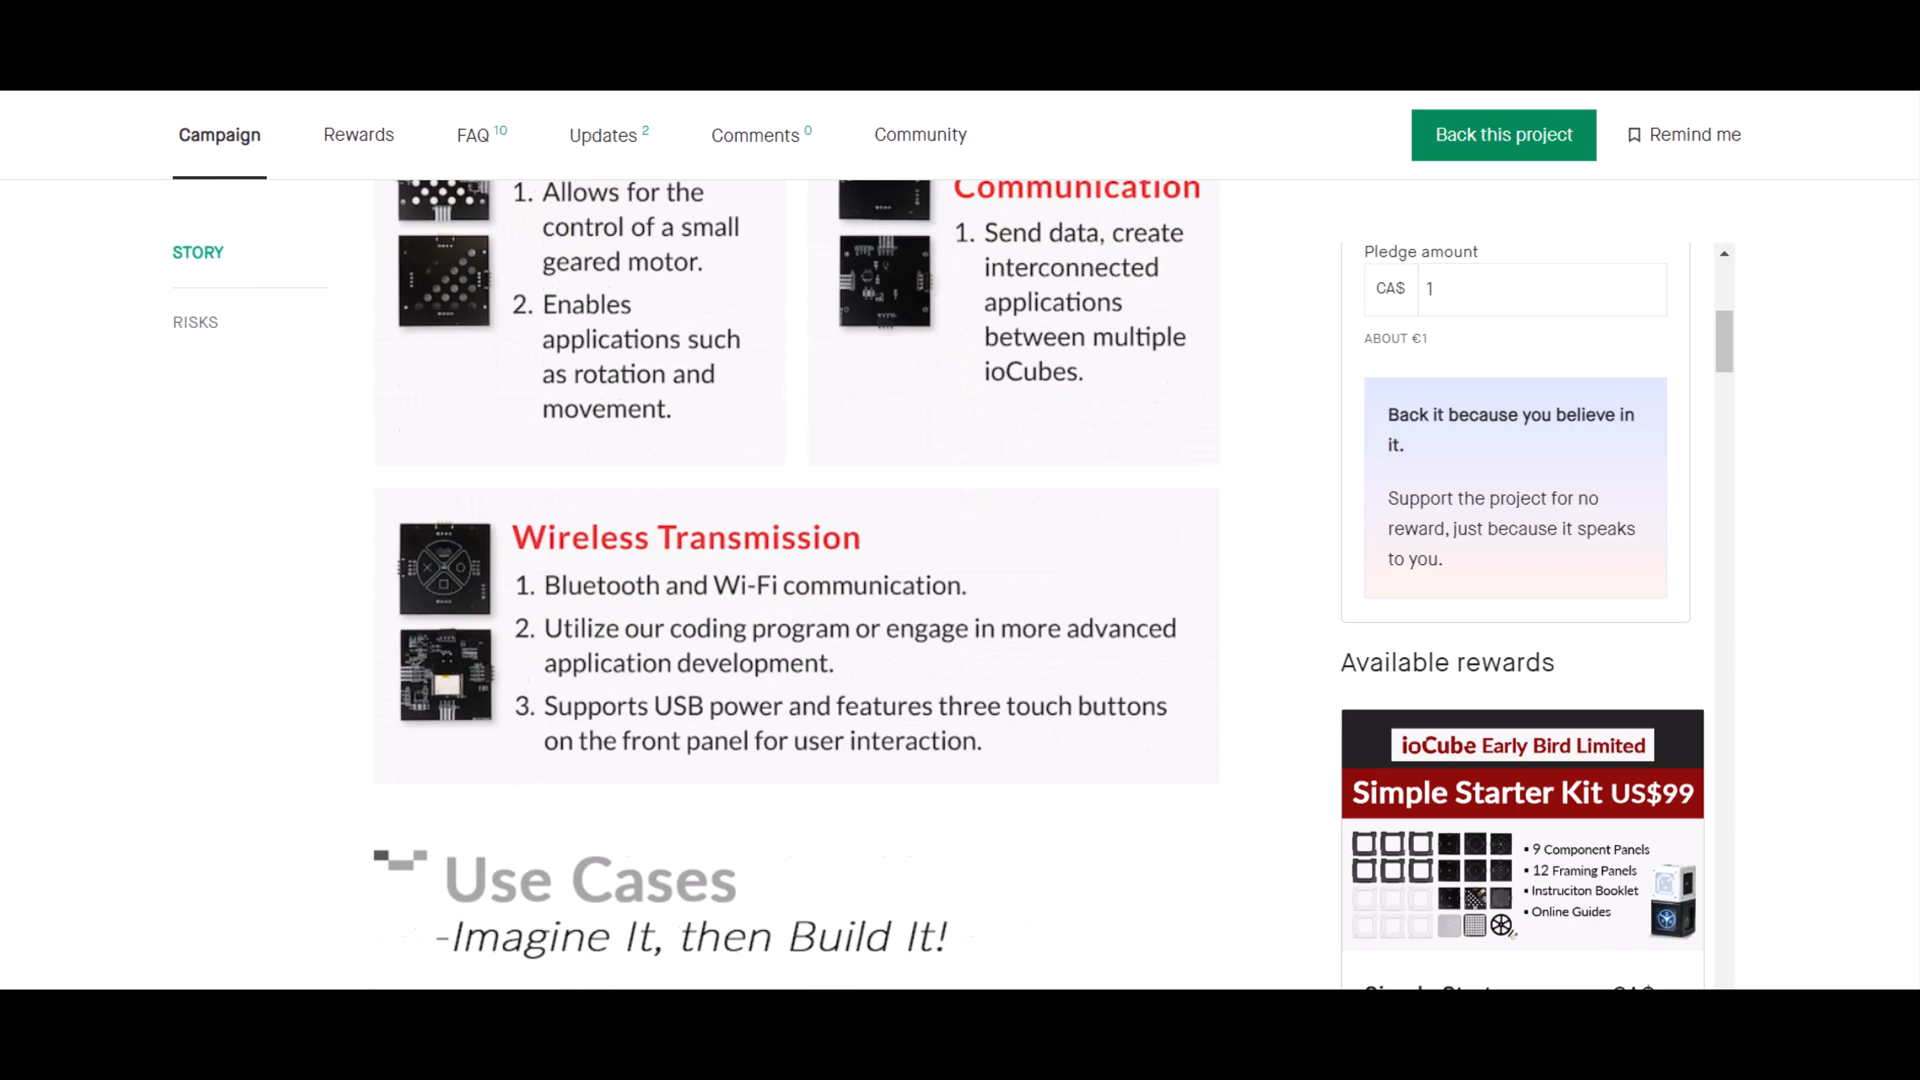 Campaign
Rewards
FAQ 10
Updates 2
Comments 0
Community
Back this project
Remind me
STORY
RISKS
1. Allows for the
control of a small
geared motor.
2. Enables
applications such
as rotation and
movement.
Communication
1. Send data, create
interconnected
applications
between multiple
ioCubes.
Wireless Transmission
1. Bluetooth and Wi-Fi communication.
2. Utilize our coding program or engage in more advanced
application development.
3. Supports USB power and features three touch buttons
on the front panel for user interaction.
Use Cases
-Imagine It, then Build It!
Pledge amount
CA$ 1
ABOUT €1
Back it because you believe in
it.
Support the project for no
reward, just because it speaks
to you.
Available rewards
ioCube Early Bird Limited
Simple Starter Kit US$99
▪ 9 Component Panels
▪ 12 Framing Panels
▪ Instruciton Booklet
▪ Online Guides